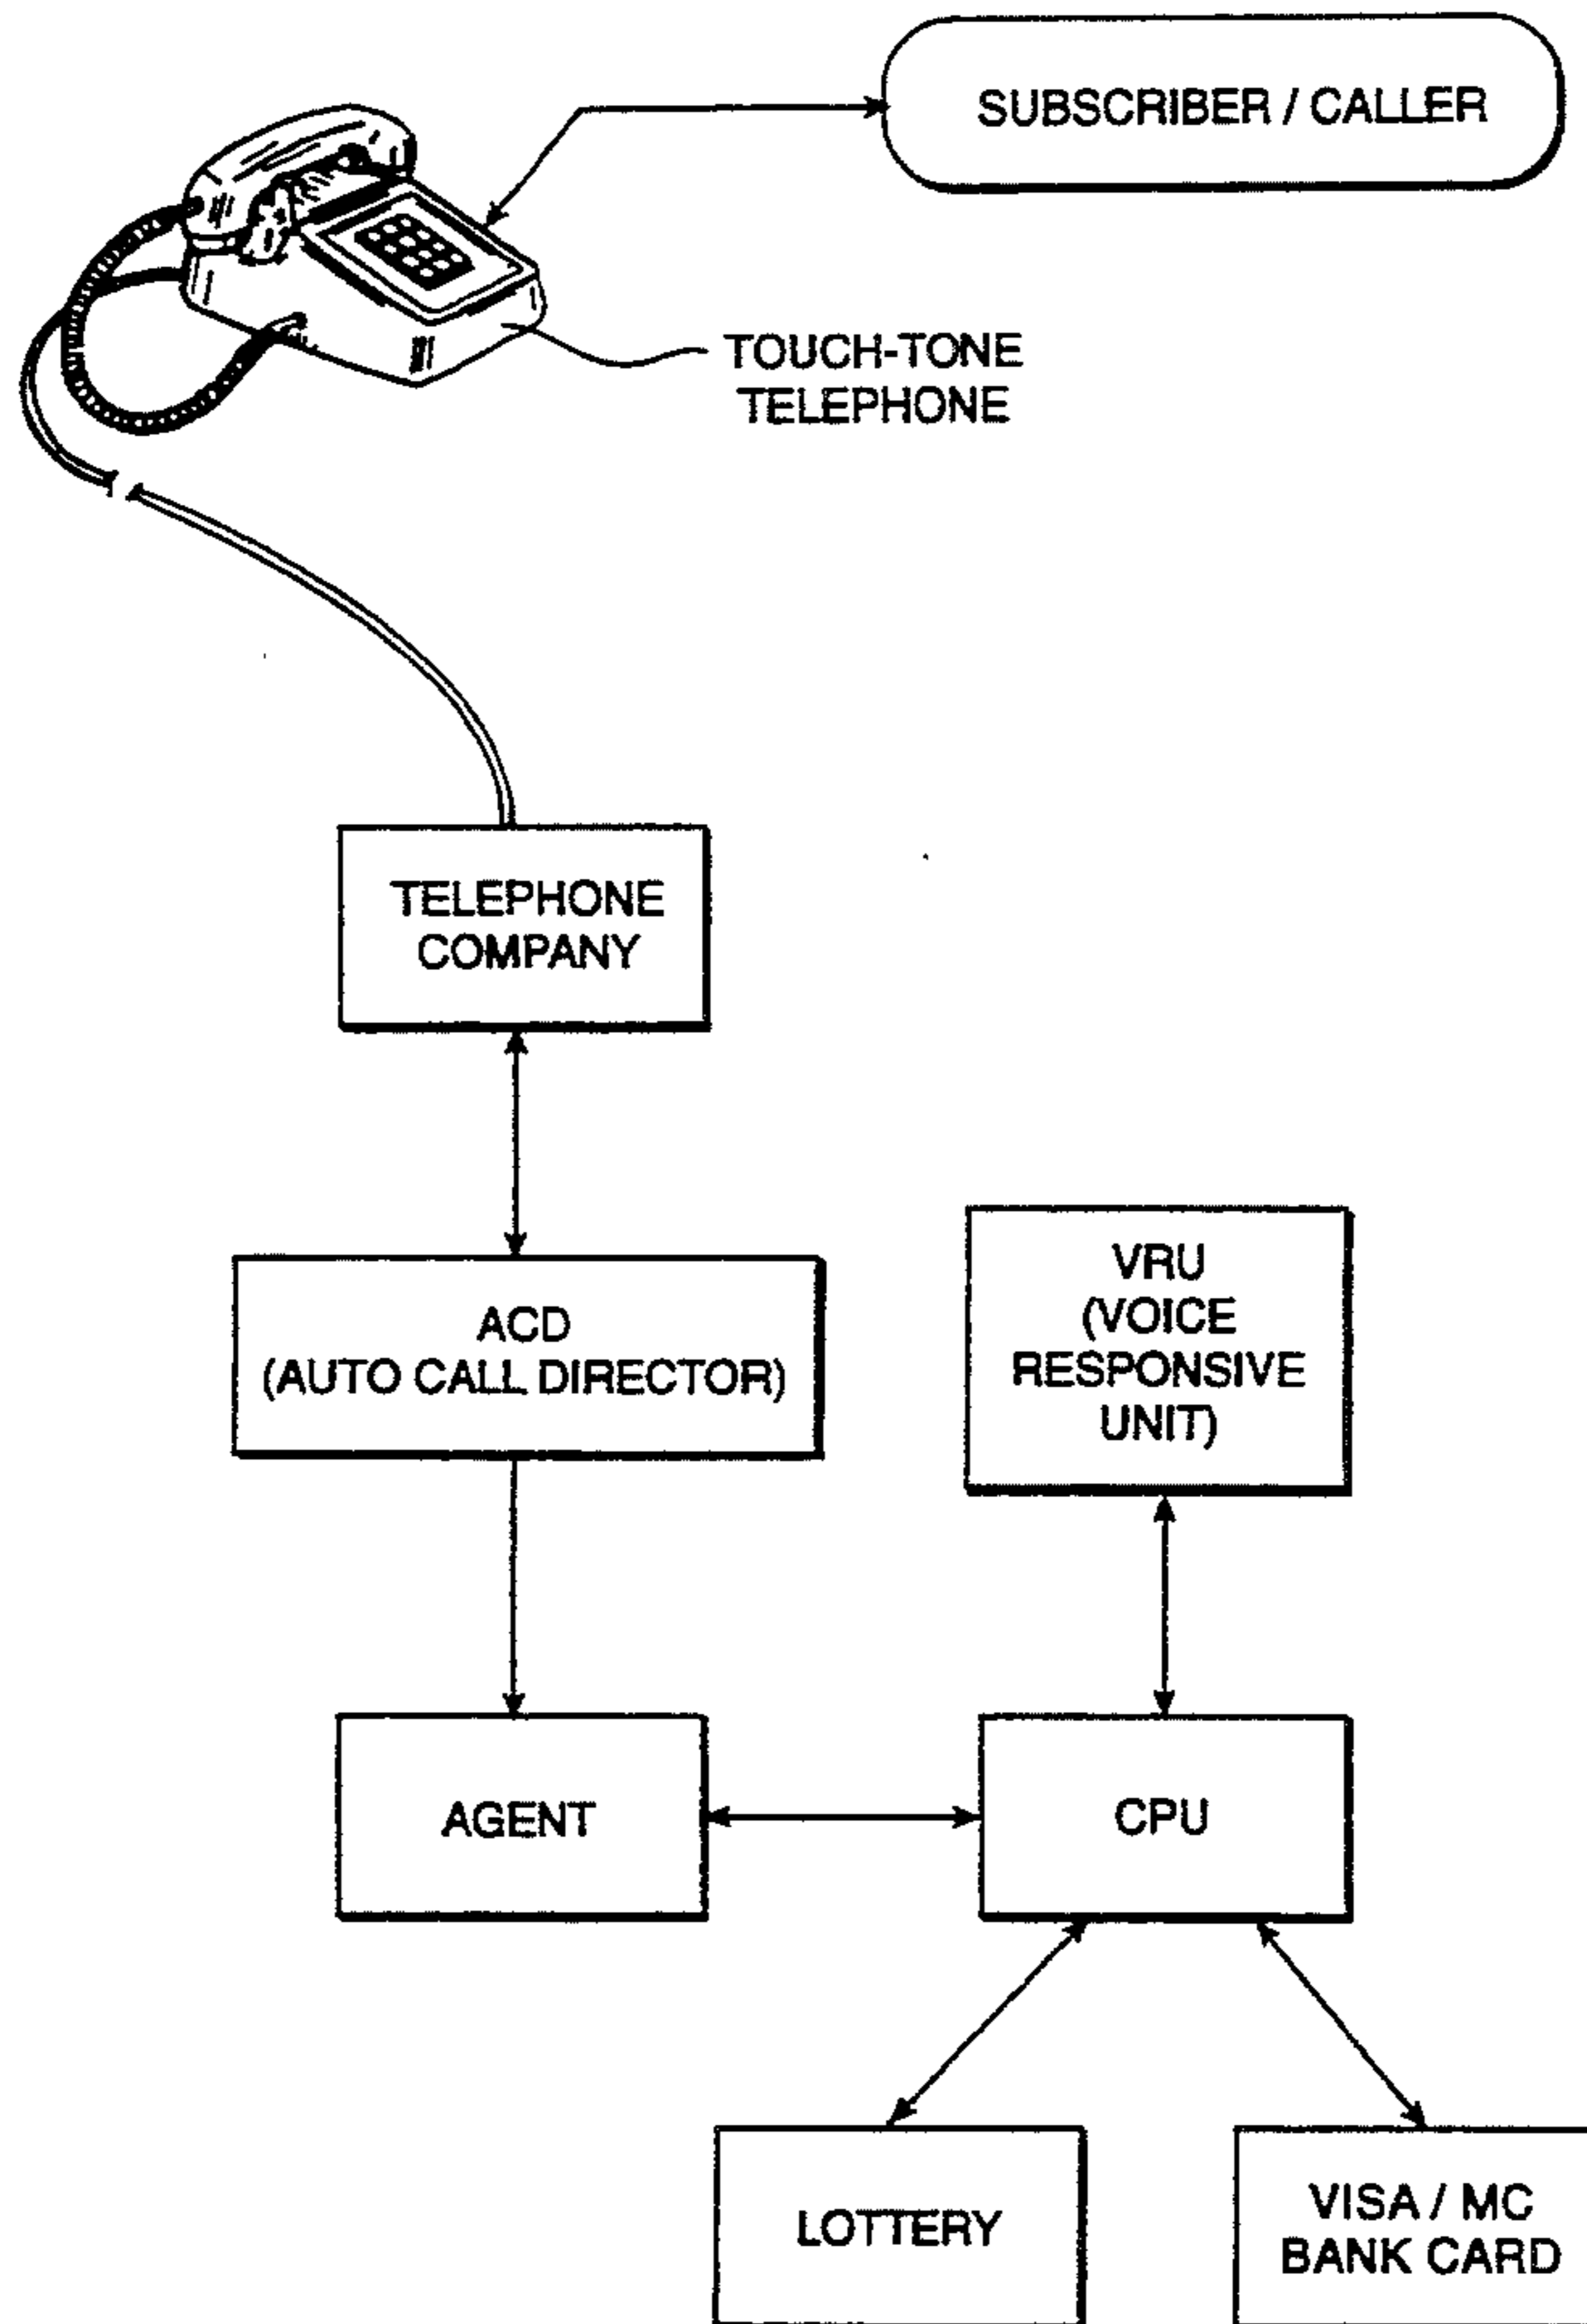 SUBSCRIBER / CALLER
TOUCH-TONE
TELEPHONE
TELEPHONE
COMPANY
ACD
(AUTO CALL DIRECTOR)
VRU
(VOICE
RESPONSIVE
UNIT)
AGENT
CPU
LOTTERY
VISA / MC
BANK CARD